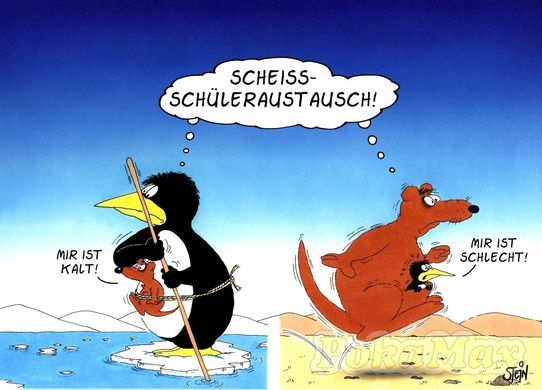 SCHEISS-
SCHÜLERAUSTAUSCH!
MIR IST
KALT!
MIR IST
SCHLECHT!
PokaMax
STEIN